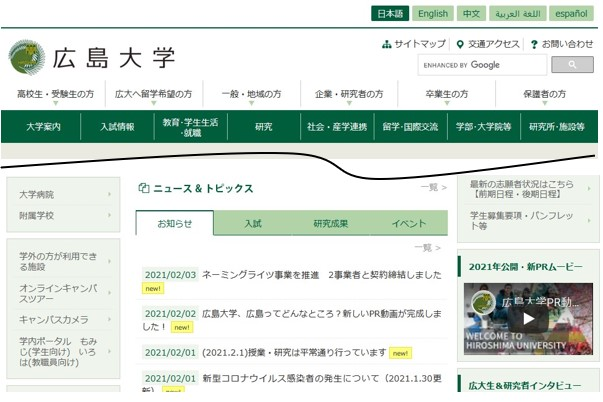 日本語 English 中文 اللغة العربية español
サイトマップ 交通アクセス お問い合わせ
広島大学
ENHANCED BY Google
高校生・受験生の方 広大へ留学希望の方 一般・地域の方 企業・研究者の方 卒業生の方 保護者の方
大学案内 入試情報 教育・学生生活・就職 研究 社会・産学連携 留学・国際交流 学部・大学院等 研究所・施設等
大学病院
附属学校
学外の方が利用でき
る施設
オンラインキャンパ
スツアー
キャンパスカメラ
学内ポータル もみ
じ(学生向け) いろ
は(教職員向け)
ニュース & トピックス 一覧 >
お知らせ 入試 研究成果 イベント
一覧 >
2021/02/03 ネーミングライツ事業を推進 2事業者と契約締結しました
new!
2021/02/02 広島大学、広島ってどんなところ？新しいPR動画が完成しま
した！ new!
2021/02/01 (2021.2.1)授業・研究は平常通り行っています new!
2021/02/01 新型コロナウイルス感染者の発生について（2021.1.30更
新） new!
最新の志願者状況はこちら
【前期日程・後期日程】
学生募集要項・パンフレッ
ト等
2021年公開・新PRムービー
広島大学PR動...
WELCOME TO
HIROSHIMA UNIVERSITY
広大生&研究者インタビュー